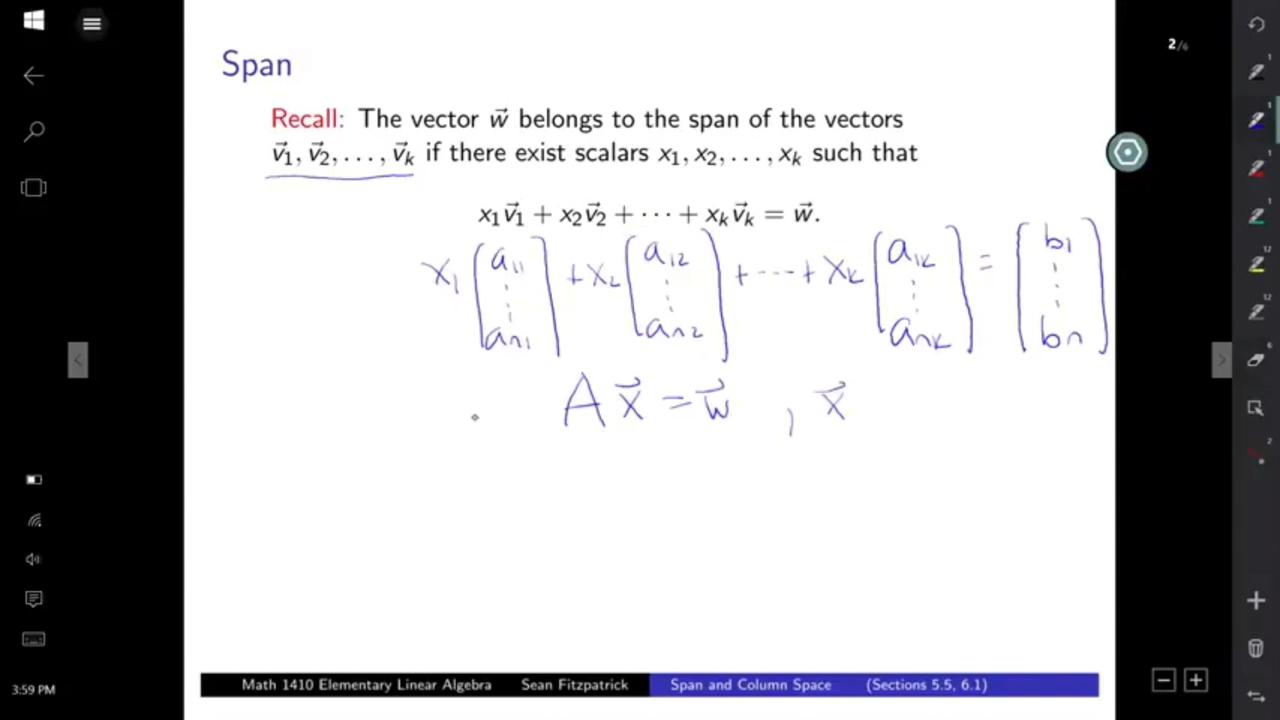 2/6
Span
Recall: The vector w⃗ belongs to the span of the vectors
v⃗₁, v⃗₂, . . . , v⃗ₖ if there exist scalars x₁, x₂, . . . , xₖ such that
x₁v⃗₁ + x₂v⃗₂ + · · · + xₖv⃗ₖ = w⃗.
x₁ [a₁₁ ⋮ aₙ₁] + x₂ [a₁₂ ⋮ aₙ₂] + ··· + xₖ [a₁ₖ ⋮ aₙₖ] = [b₁ ⋮ bₙ]
Ax⃗ = w⃗ , x⃗
Math 1410 Elementary Linear Algebra Sean Fitzpatrick Span and Column Space (Sections 5.5, 6.1)
3:59 PM